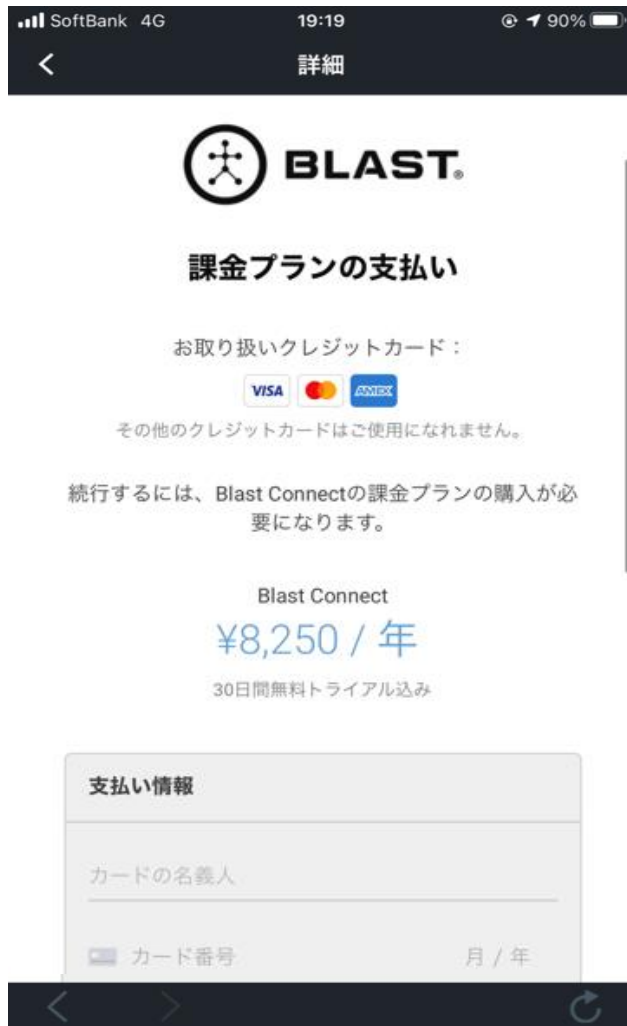 SoftBank 4G 19:19 90%
詳細
BLAST®
課金プランの支払い
お取り扱いクレジットカード：
VISA AMEX
その他のクレジットカードはご使用になれません。
続行するには、Blast Connectの課金プランの購入が必
要になります。
Blast Connect
¥8,250 / 年
30日間無料トライアル込み
支払い情報
カードの名義人
カード番号 月 / 年